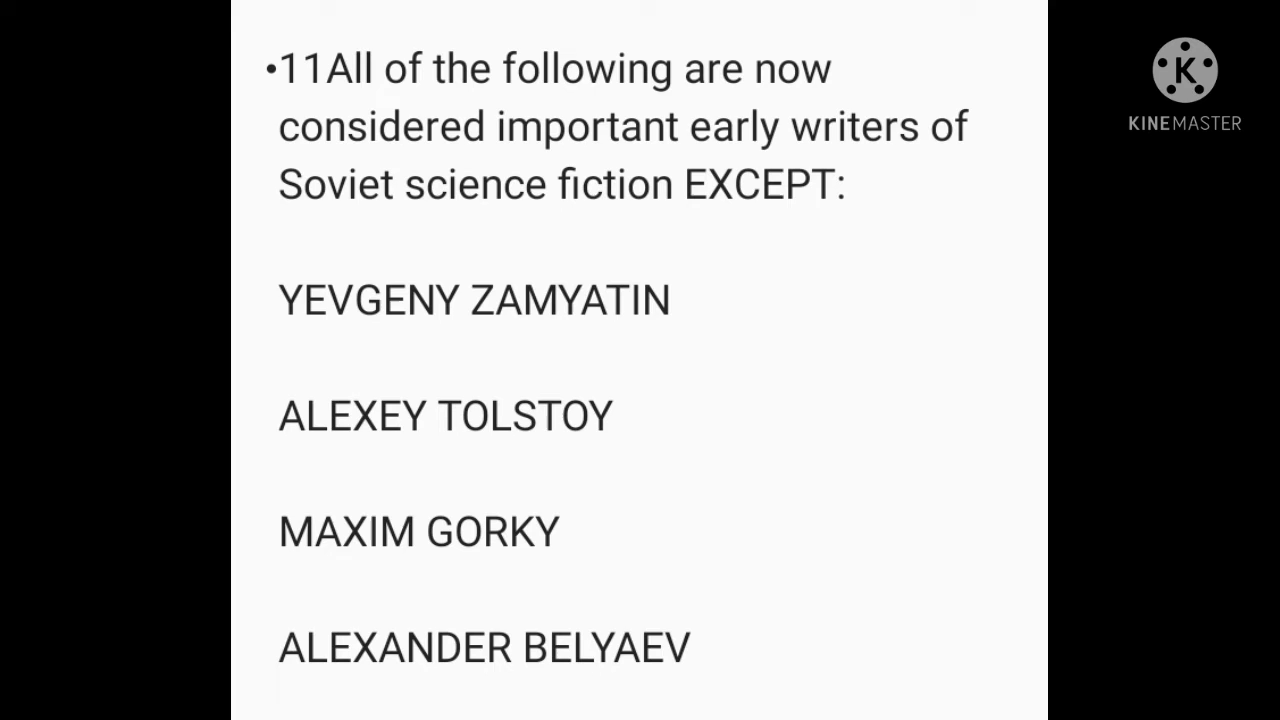 •11All of the following are now
considered important early writers of
Soviet science fiction EXCEPT:
YEVGENY ZAMYATIN
ALEXEY TOLSTOY
MAXIM GORKY
ALEXANDER BELYAEV
K
KINEMASTER